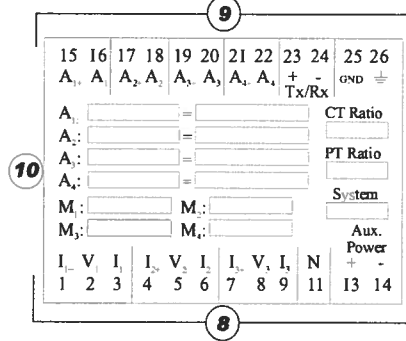 9
15 16 17 18 19 20 21 22 23 24 25 26
A1+ A A2+ A2 A3- A3 A4- A4 + - GND
Tx/Rx
A1: = CT Ratio
A2: =
A3: = PT Ratio
A4: =
System
M1: M2:
M3: M4: Aux. Power
I1- V1 I1 I2+ V2 I2 I3- V3 I3 N + -
1 2 3 4 5 6 7 8 9 11 13 14
10
8